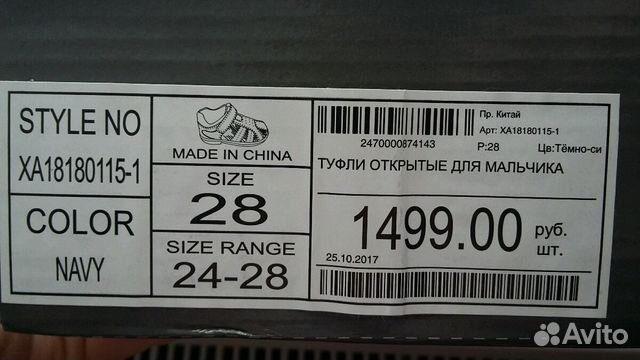 STYLE NO
XA18180115-1
COLOR
NAVY
MADE IN CHINA
SIZE
28
SIZE RANGE
24-28
2470000874143
Пр. Китай
Арт: XA18180115-1
Р:28 Цв:Тёмно-си
ТУФЛИ ОТКРЫТЫЕ ДЛЯ МАЛЬЧИКА
1499.00 руб.
шт.
25.10.2017
Avito